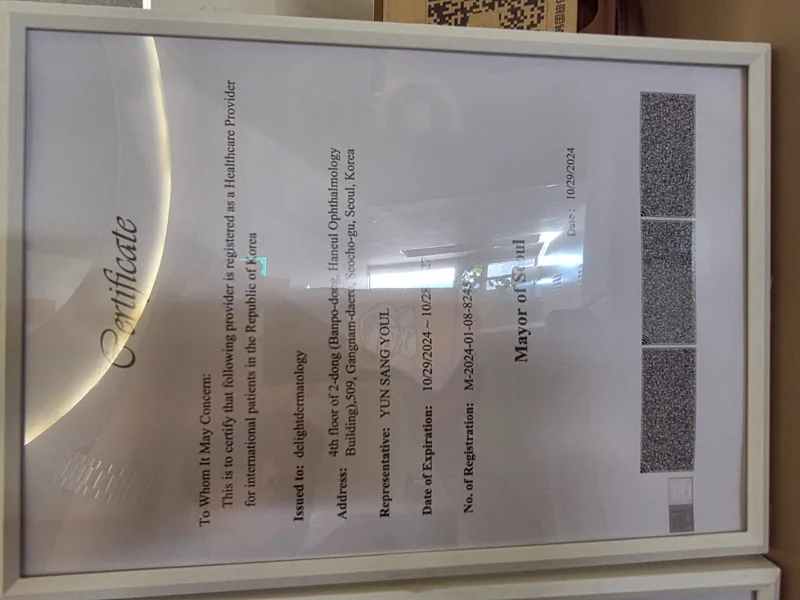 Certificate
To Whom It May Concern:
This is to certify that following provider is registered as a Healthcare Provider
for international patients in the Republic of Korea
Issued to: delightdermatology
Address: 4th floor of 2-dong (Banpo-dong, Haneul Ophthalmology
Building),509, Gangnam-daero, Seocho-gu, Seoul, Korea
Representative: YUN SANG YOUL
Date of Expiration: 10/29/2024 ~
No. of Registration:
Mayor of Seoul
Date : 10/29/2024